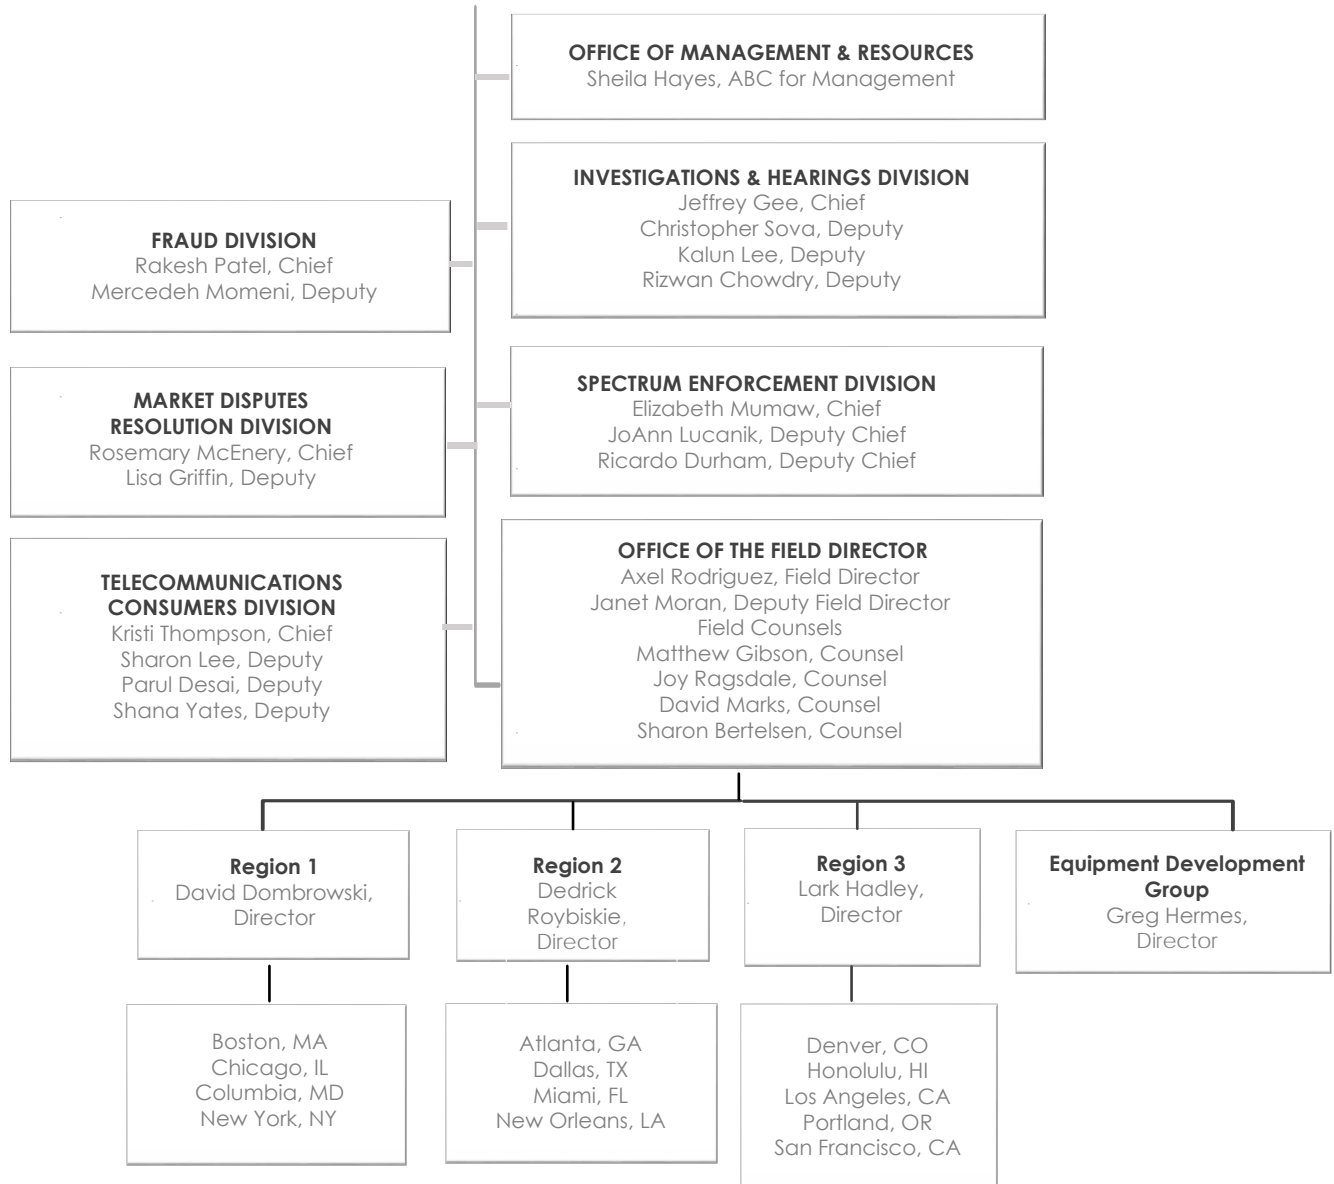 OFFICE OF MANAGEMENT & RESOURCES
Sheila Hayes, ABC for Management
INVESTIGATIONS & HEARINGS DIVISION
Jeffrey Gee, Chief
Christopher Sova, Deputy
Kalun Lee, Deputy
Rizwan Chowdry, Deputy
FRAUD DIVISION
Rakesh Patel, Chief
Mercedeh Momeni, Deputy
SPECTRUM ENFORCEMENT DIVISION
Elizabeth Mumaw, Chief
JoAnn Lucanik, Deputy Chief
Ricardo Durham, Deputy Chief
MARKET DISPUTES
RESOLUTION DIVISION
Rosemary McEnery, Chief
Lisa Griffin, Deputy
OFFICE OF THE FIELD DIRECTOR
Axel Rodriguez, Field Director
Janet Moran, Deputy Field Director
Field Counsels
Matthew Gibson, Counsel
Joy Ragsdale, Counsel
David Marks, Counsel
Sharon Bertelsen, Counsel
TELECOMMUNICATIONS
CONSUMERS DIVISION
Kristi Thompson, Chief
Sharon Lee, Deputy
Parul Desai, Deputy
Shana Yates, Deputy
Region 1
David Dombrowski,
Director
Region 2
Dedrick
Roybiskie,
Director
Region 3
Lark Hadley,
Director
Equipment Development
Group
Greg Hermes,
Director
Boston, MA
Chicago, IL
Columbia, MD
New York, NY
Atlanta, GA
Dallas, TX
Miami, FL
New Orleans, LA
Denver, CO
Honolulu, HI
Los Angeles, CA
Portland, OR
San Francisco, CA